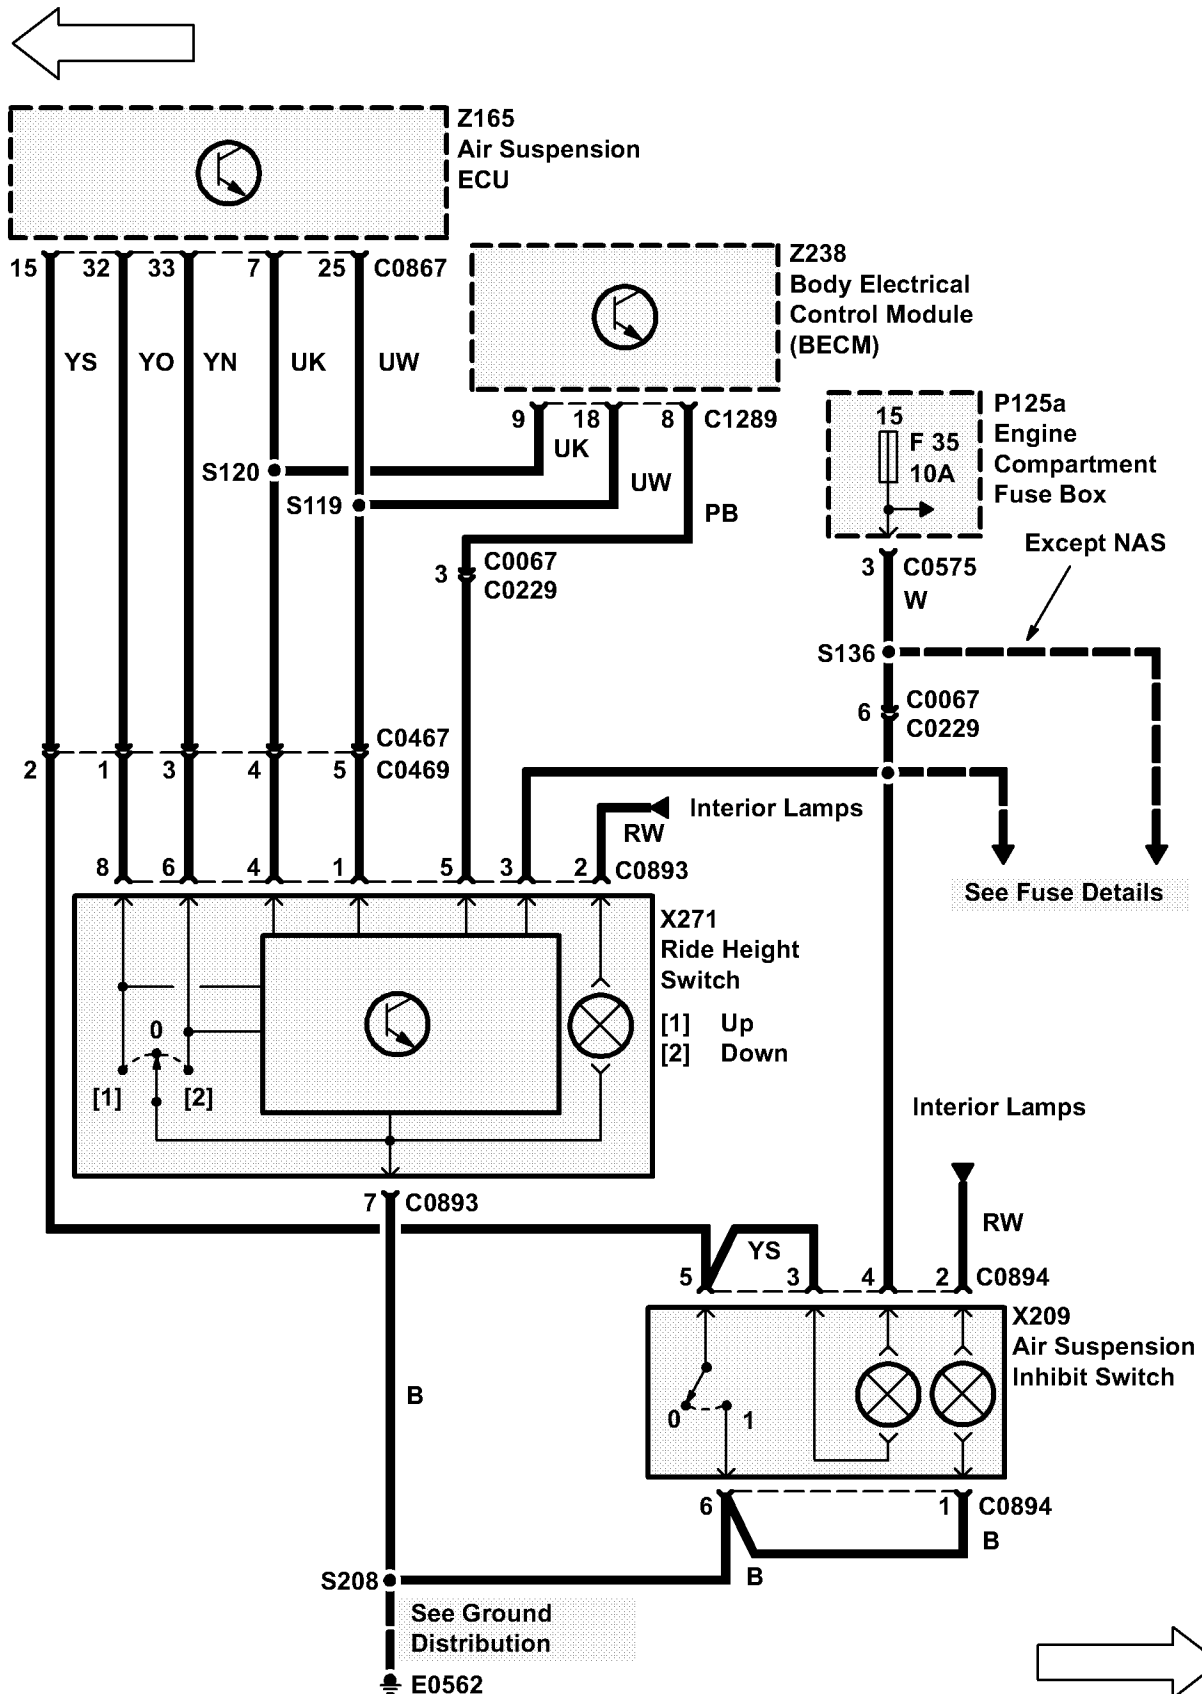 Z165
Air Suspension
ECU
15 32 33 7 25 C0867
Z238
Body Electrical
Control Module
(BECM)
YS YO YN UK UW
9 18 8 C1289
P125a
Engine
Compartment
Fuse Box
15
F 35
10A
S120
UK
S119
UW
PB
Except NAS
3
C0067
C0229
3 C0575
W
S136
6
C0067
C0229
C0467
2 1 3 4 5 C0469
Interior Lamps
RW
8 6 4 1 5 3 2 C0893
See Fuse Details
X271
Ride Height
Switch
[1] Up
[2] Down
0
[1] [2]
Interior Lamps
7 C0893
RW
YS
5 3 4 2 C0894
X209
Air Suspension
Inhibit Switch
B
0 1
6 1 C0894
B
B
S208
See Ground
Distribution
E0562